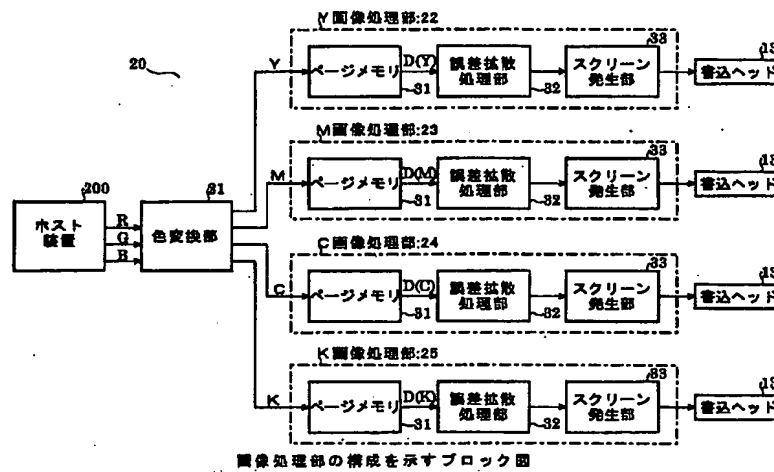 Y画像処理部:22
20
Y
ページメモリ
D(Y)
31
誤差拡散
処理部
32
スクリーン
発生部
33
書込ヘッド
13
M画像処理部:23
M
ページメモリ
D(M)
31
誤差拡散
処理部
32
スクリーン
発生部
33
書込ヘッド
13
200
ホスト
装置
R
G
B
色変換部
C画像処理部:24
C
ページメモリ
D(C)
31
誤差拡散
処理部
32
スクリーン
発生部
33
書込ヘッド
13
K画像処理部:25
K
ページメモリ
D(K)
31
誤差拡散
処理部
32
スクリーン
発生部
33
書込ヘッド
13
画像処理部の構成を示すブロック図